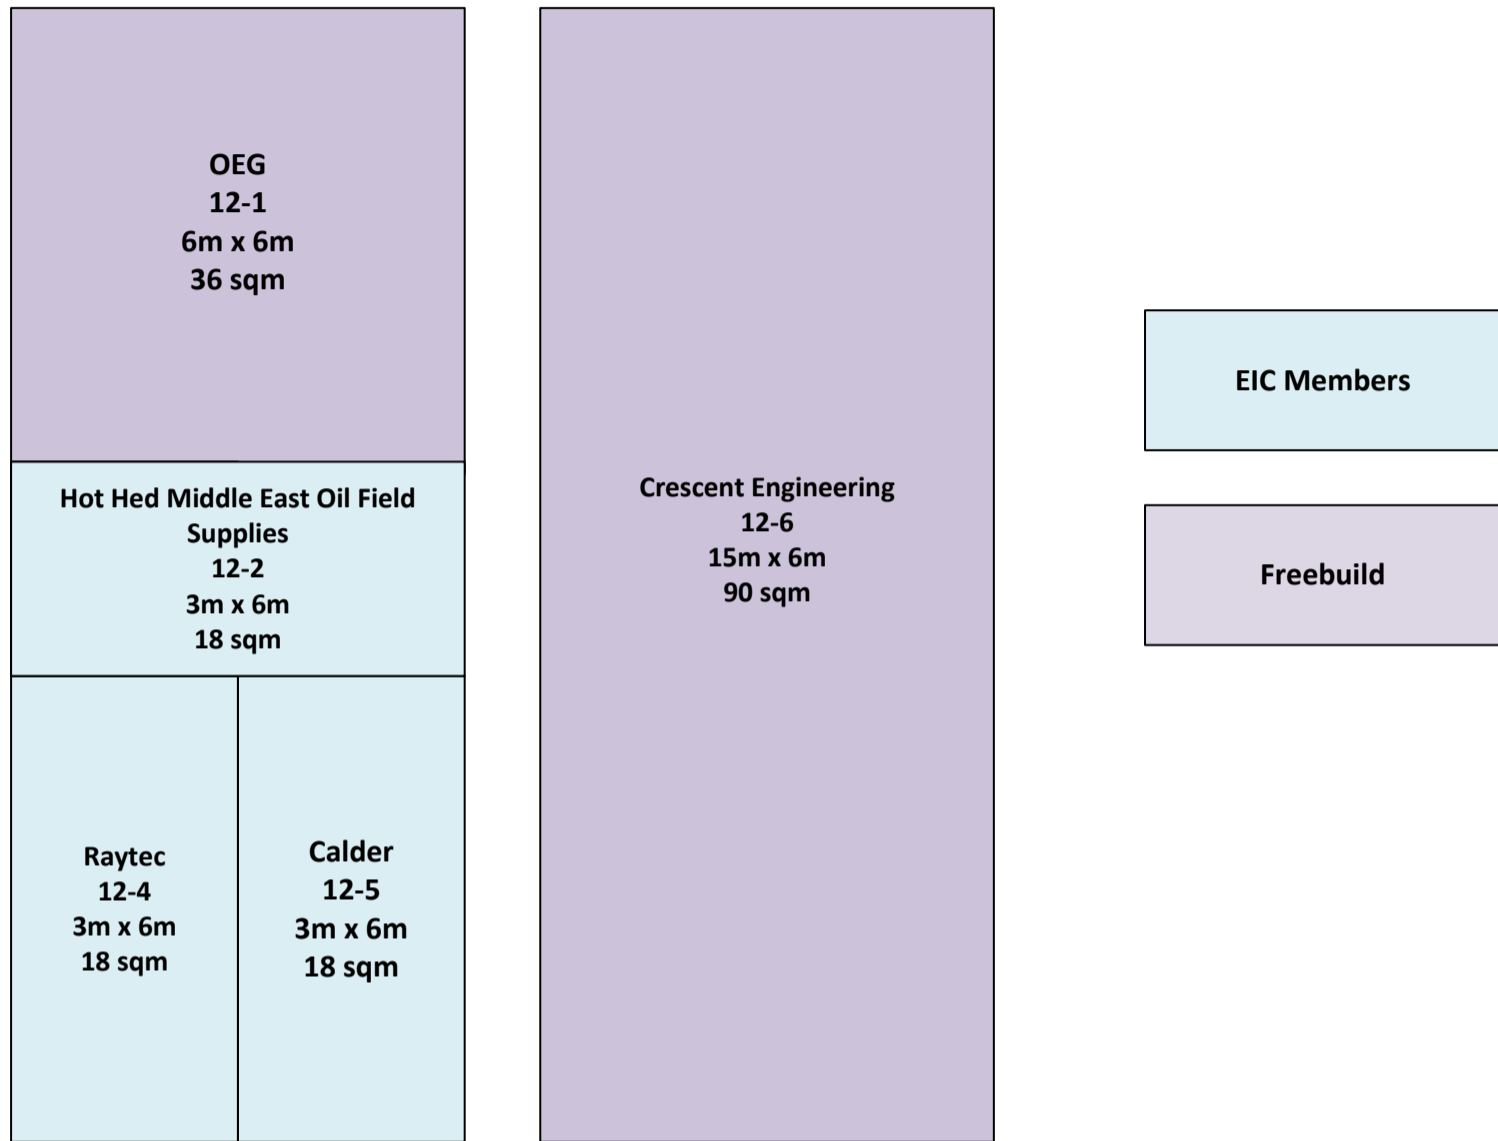 OEG
12-1
6m x 6m
36 sqm
Hot Hed Middle East Oil Field
Supplies
12-2
3m x 6m
18 sqm
Raytec
12-4
3m x 6m
18 sqm
Calder
12-5
3m x 6m
18 sqm
Crescent Engineering
12-6
15m x 6m
90 sqm
EIC Members
Freebuild